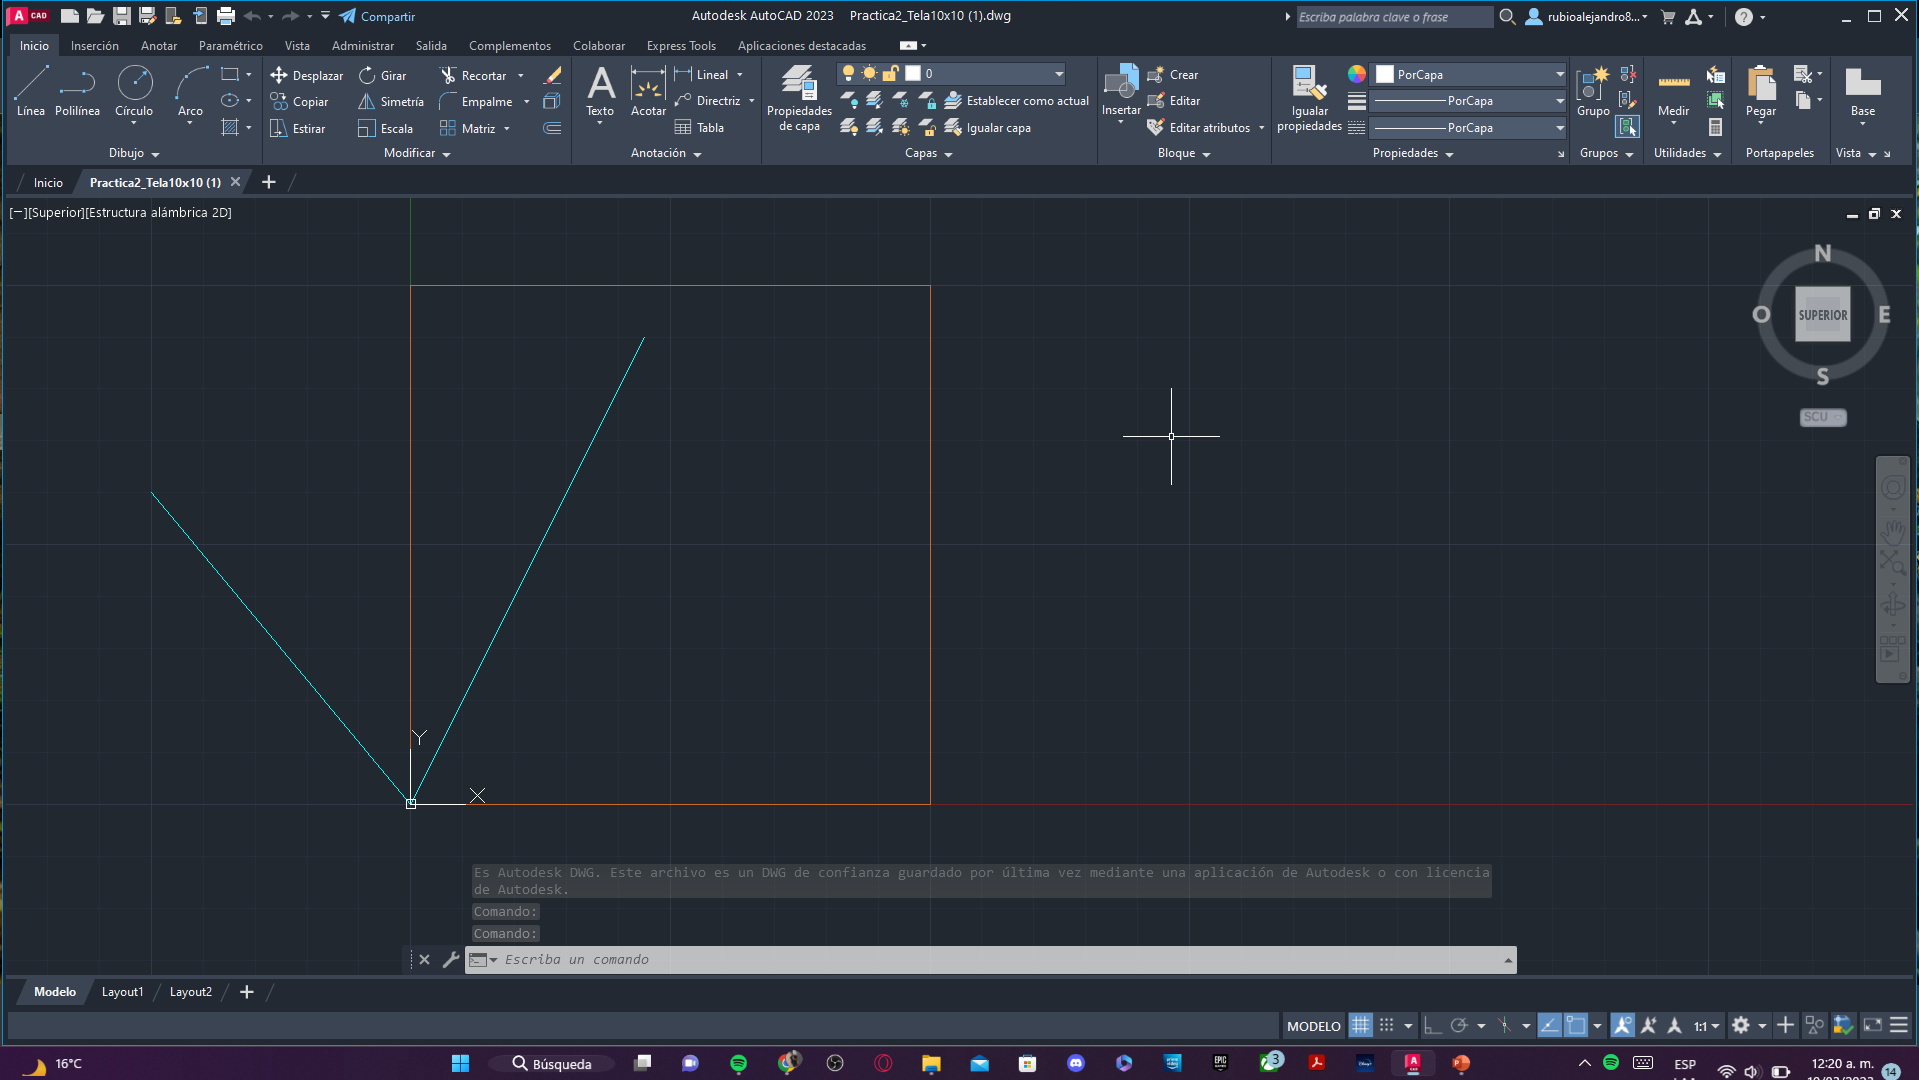 A CAD
Compartir
Autodesk AutoCAD 2023 Practica2_Tela10x10 (1).dwg
Escriba palabra clave o frase
rubioalejandro8...
Inicio Inserción Anotar Paramétrico Vista Administrar Salida Complementos Colaborar Express Tools Aplicaciones destacadas
Línea Polilínea Círculo Arco
Dibujo
Desplazar Girar Recortar
Copiar Simetría Empalme
Estirar Escala Matriz
Modificar
Texto Acotar
Lineal
Directriz
Tabla
Anotación
Propiedades
de capa
0
Establecer como actual
Igualar capa
Capas
Insertar
Crear
Editar
Editar atributos
Bloque
Igualar
propiedades
PorCapa
PorCapa
PorCapa
Propiedades
Grupo
Grupos
Medir
Utilidades
Pegar
Portapapeles
Base
Vista
Inicio Practica2_Tela10x10 (1)
[−][Superior][Estructura alámbrica 2D]
N
O SUPERIOR E
S
SCU
Y
X
Es Autodesk DWG. Este archivo es un DWG de confianza guardado por última vez mediante una aplicación de Autodesk o con licencia
de Autodesk.
Comando:
Comando:
Escriba un comando
Modelo Layout1 Layout2
MODELO 1:1
16°C
Búsqueda
3
ESP
12:20 a. m.
14